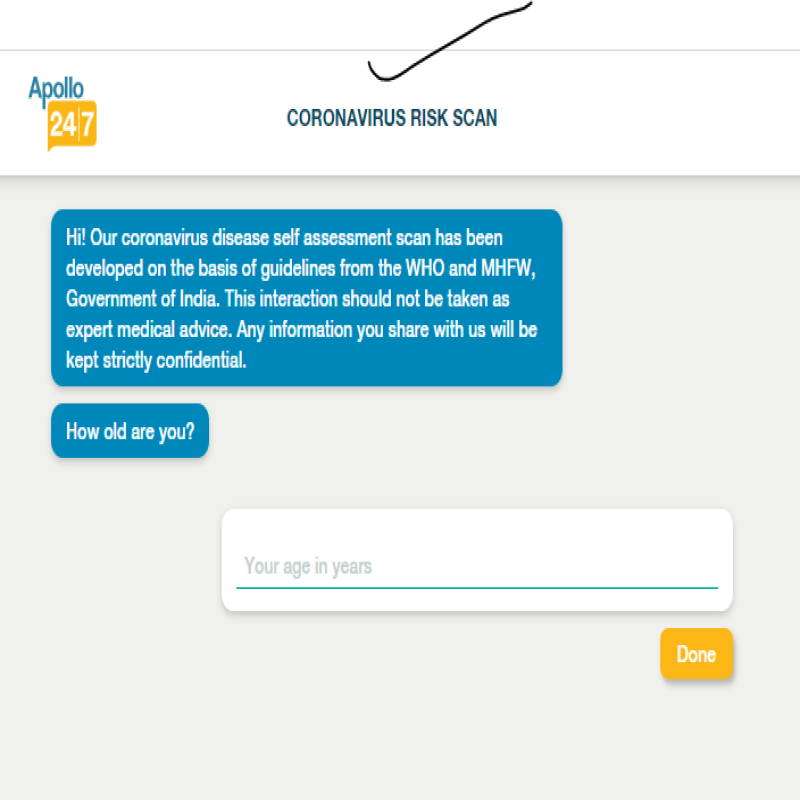 Apollo
24|7
CORONAVIRUS RISK SCAN
Hi! Our coronavirus disease self assessment scan has been
developed on the basis of guidelines from the WHO and MHFW,
Government of India. This interaction should not be taken as
expert medical advice. Any information you share with us will be
kept strictly confidential.
How old are you?
Your age in years
Done